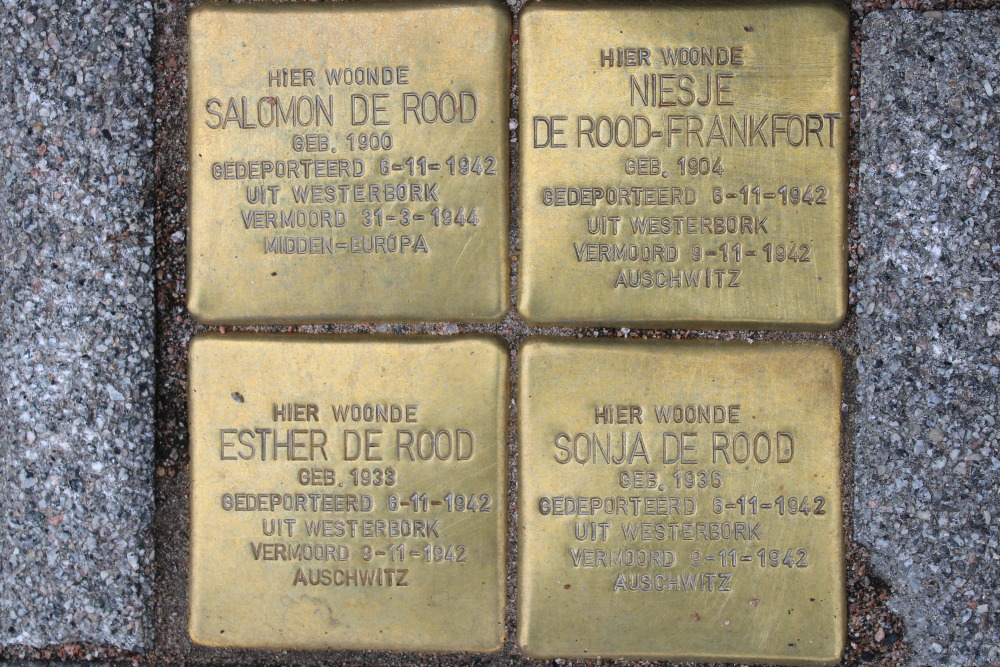 HIER WOONDE
SALOMON DE ROOD
GEB. 1900
GEDEPORTEERD 6-11-1942
UIT WESTERBORK
VERMOORD 31-3-1944
MIDDEN-EUROPA
HIER WOONDE
NIESJE
DE ROOD-FRANKFORT
GEB. 1904
GEDEPORTEERD 6-11-1942
UIT WESTERBORK
VERMOORD 9-11-1942
AUSCHWITZ
HIER WOONDE
ESTHER DE ROOD
GEB. 1933
GEDEPORTEERD 6-11-1942
UIT WESTERBORK
VERMOORD 9-11-1942
AUSCHWITZ
HIER WOONDE
SONJA DE ROOD
GEB. 1936
GEDEPORTEERD 6-11-1942
UIT WESTERBORK
VERMOORD 9-11-1942
AUSCHWITZ